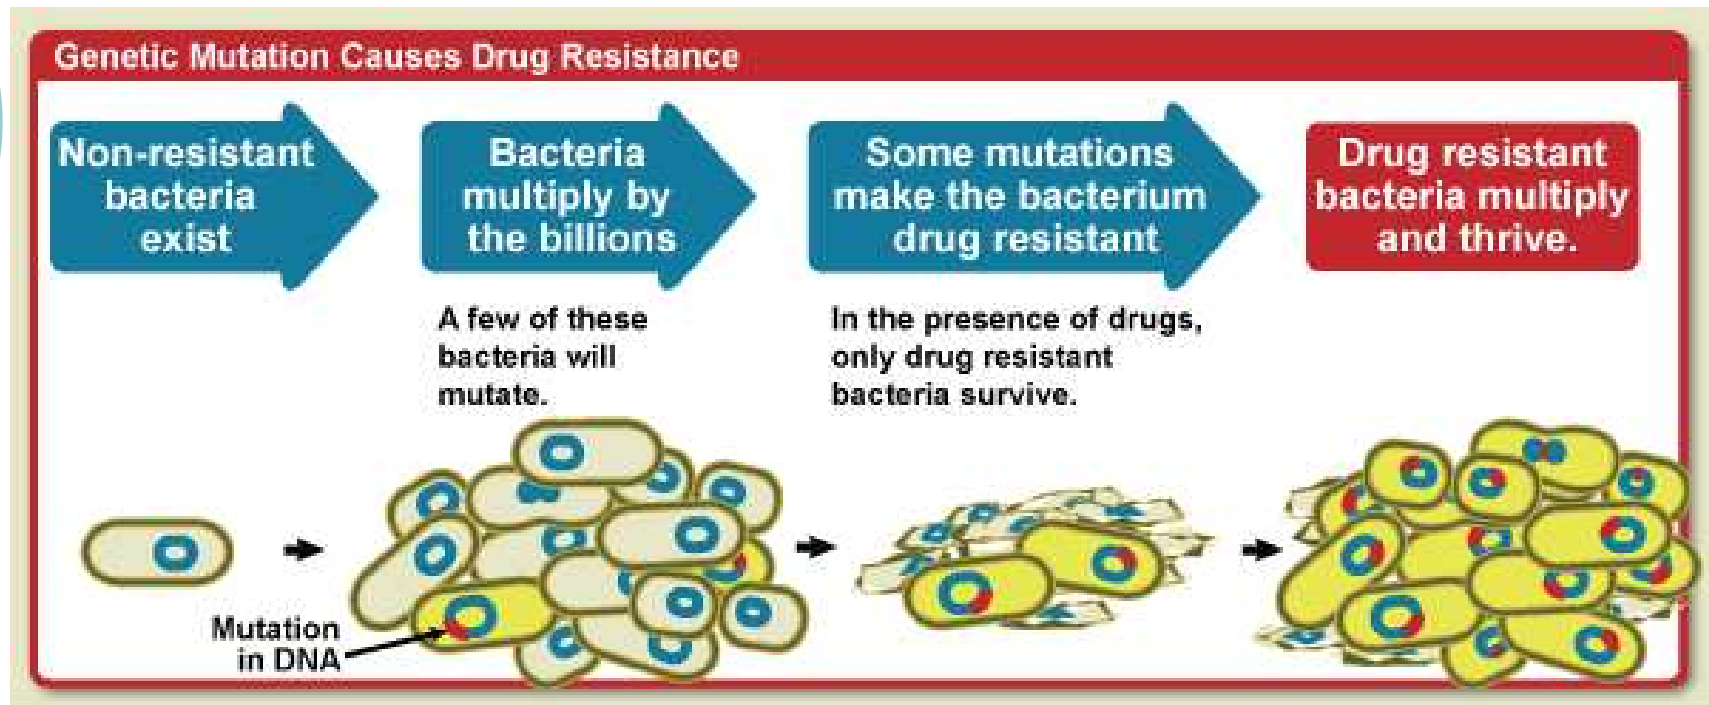 Genetic Mutation Causes Drug Resistance
Non-resistant
bacteria
exist
Bacteria
multiply by
the billions
Some mutations
make the bacterium
drug resistant
Drug resistant
bacteria multiply
and thrive.
A few of these
bacteria will
mutate.
In the presence of drugs,
only drug resistant
bacteria survive.
Mutation
in DNA